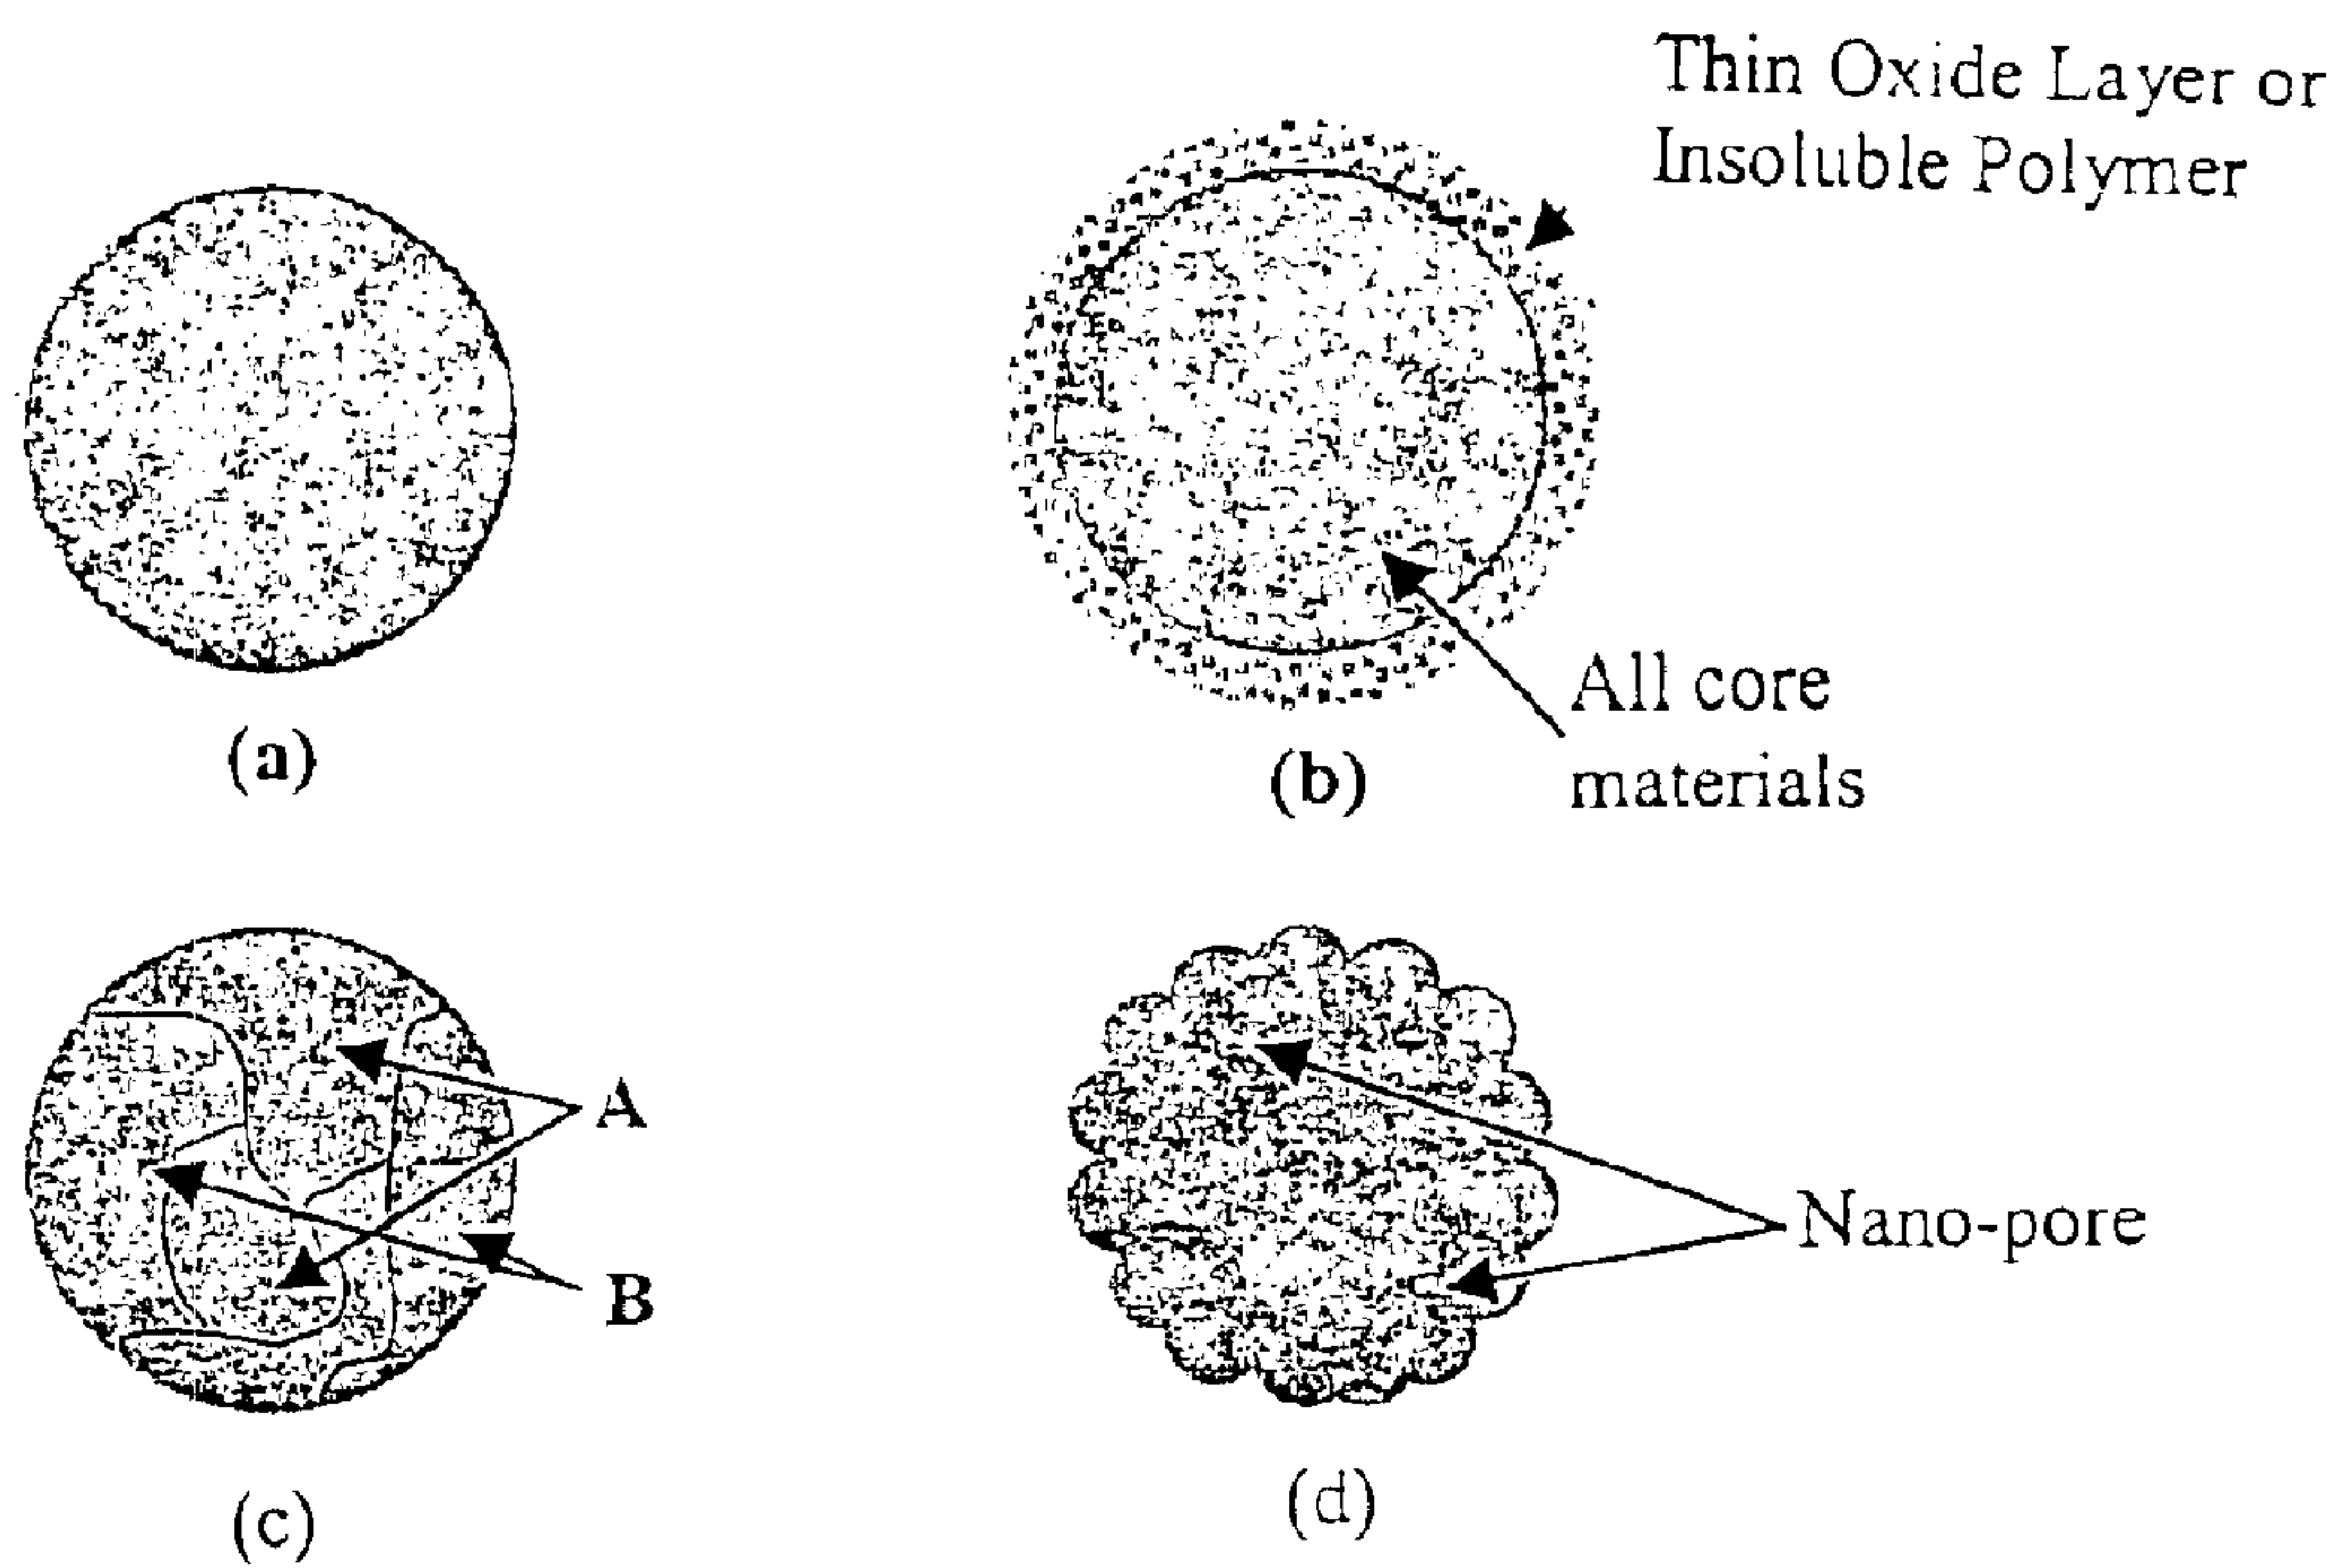 Thin Oxide Layer or
Insoluble Polymer
(a)
All core
materials
(b)
A
B
(c)
Nano-pore
(d)